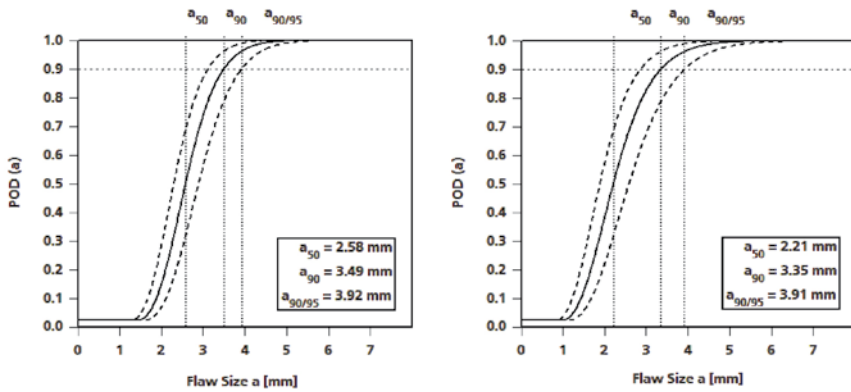 a50 a90 a90/95
1.0
0.9
0.8
0.7
0.6
0.5
0.4
0.3
0.2
0.1
0.0
POD (a)
a50 = 2.58 mm
a90 = 3.49 mm
a90/95 = 3.92 mm
0 1 2 3 4 5 6 7
Flaw Size a [mm]
a50 a90 a90/95
1.0
0.9
0.8
0.7
0.6
0.5
0.4
0.3
0.2
0.1
0.0
POD (a)
a50 = 2.21 mm
a90 = 3.35 mm
a90/95 = 3.91 mm
0 1 2 3 4 5 6 7
Flaw Size a [mm]